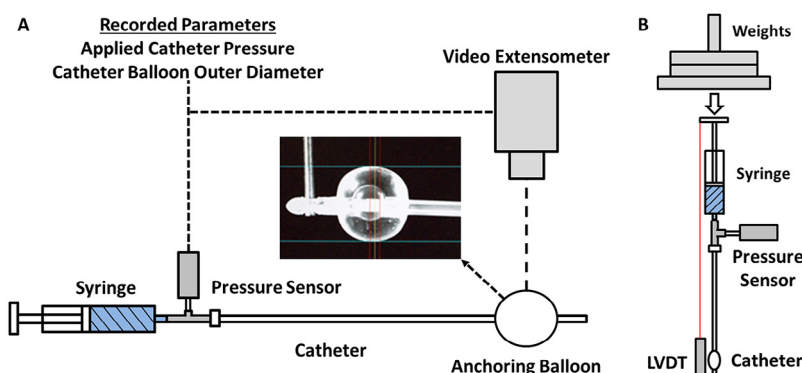 A
Recorded Parameters
Applied Catheter Pressure
Catheter Balloon Outer Diameter
Video Extensometer
Syringe
Pressure Sensor
Catheter
Anchoring Balloon
B
Weights
Syringe
Pressure
Sensor
LVDT
Catheter